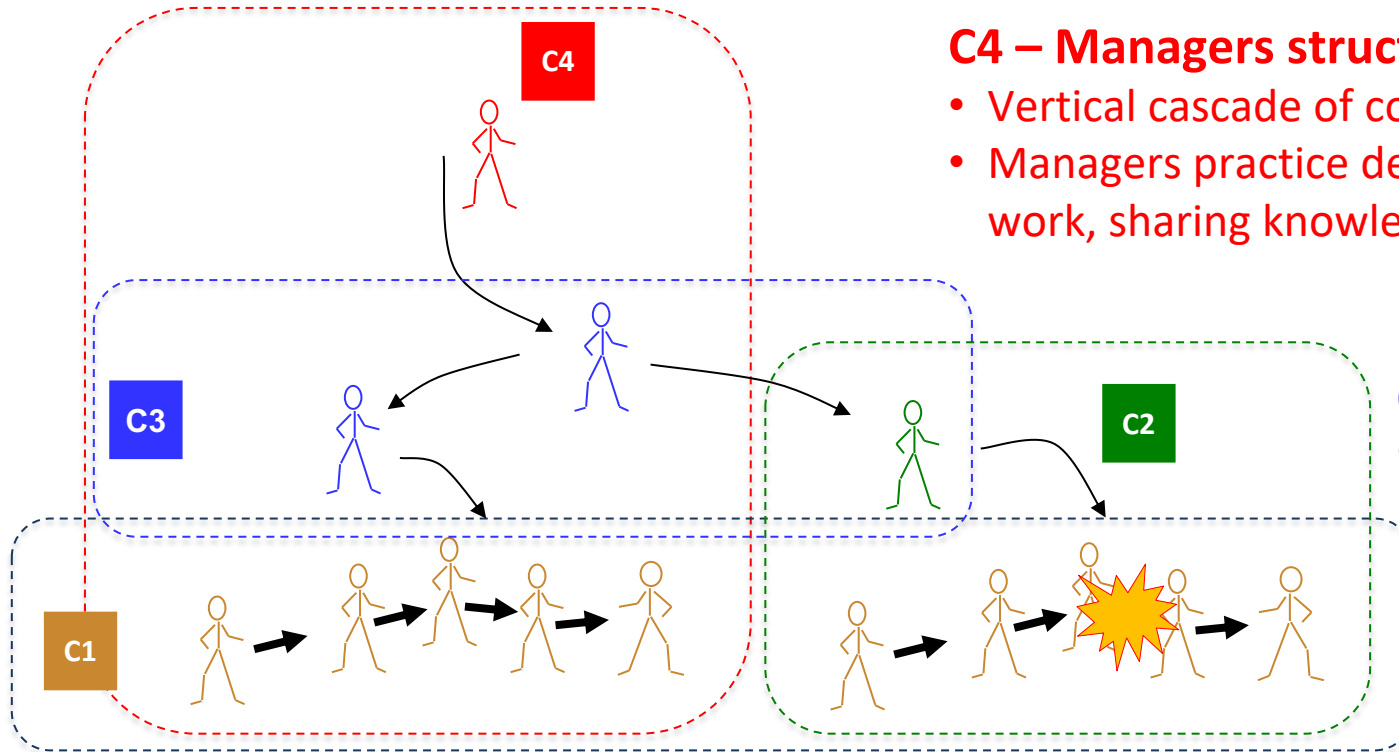 C4
C4 – Managers struct
• Vertical cascade of co
• Managers practice de
work, sharing knowle
C3
C2
C1